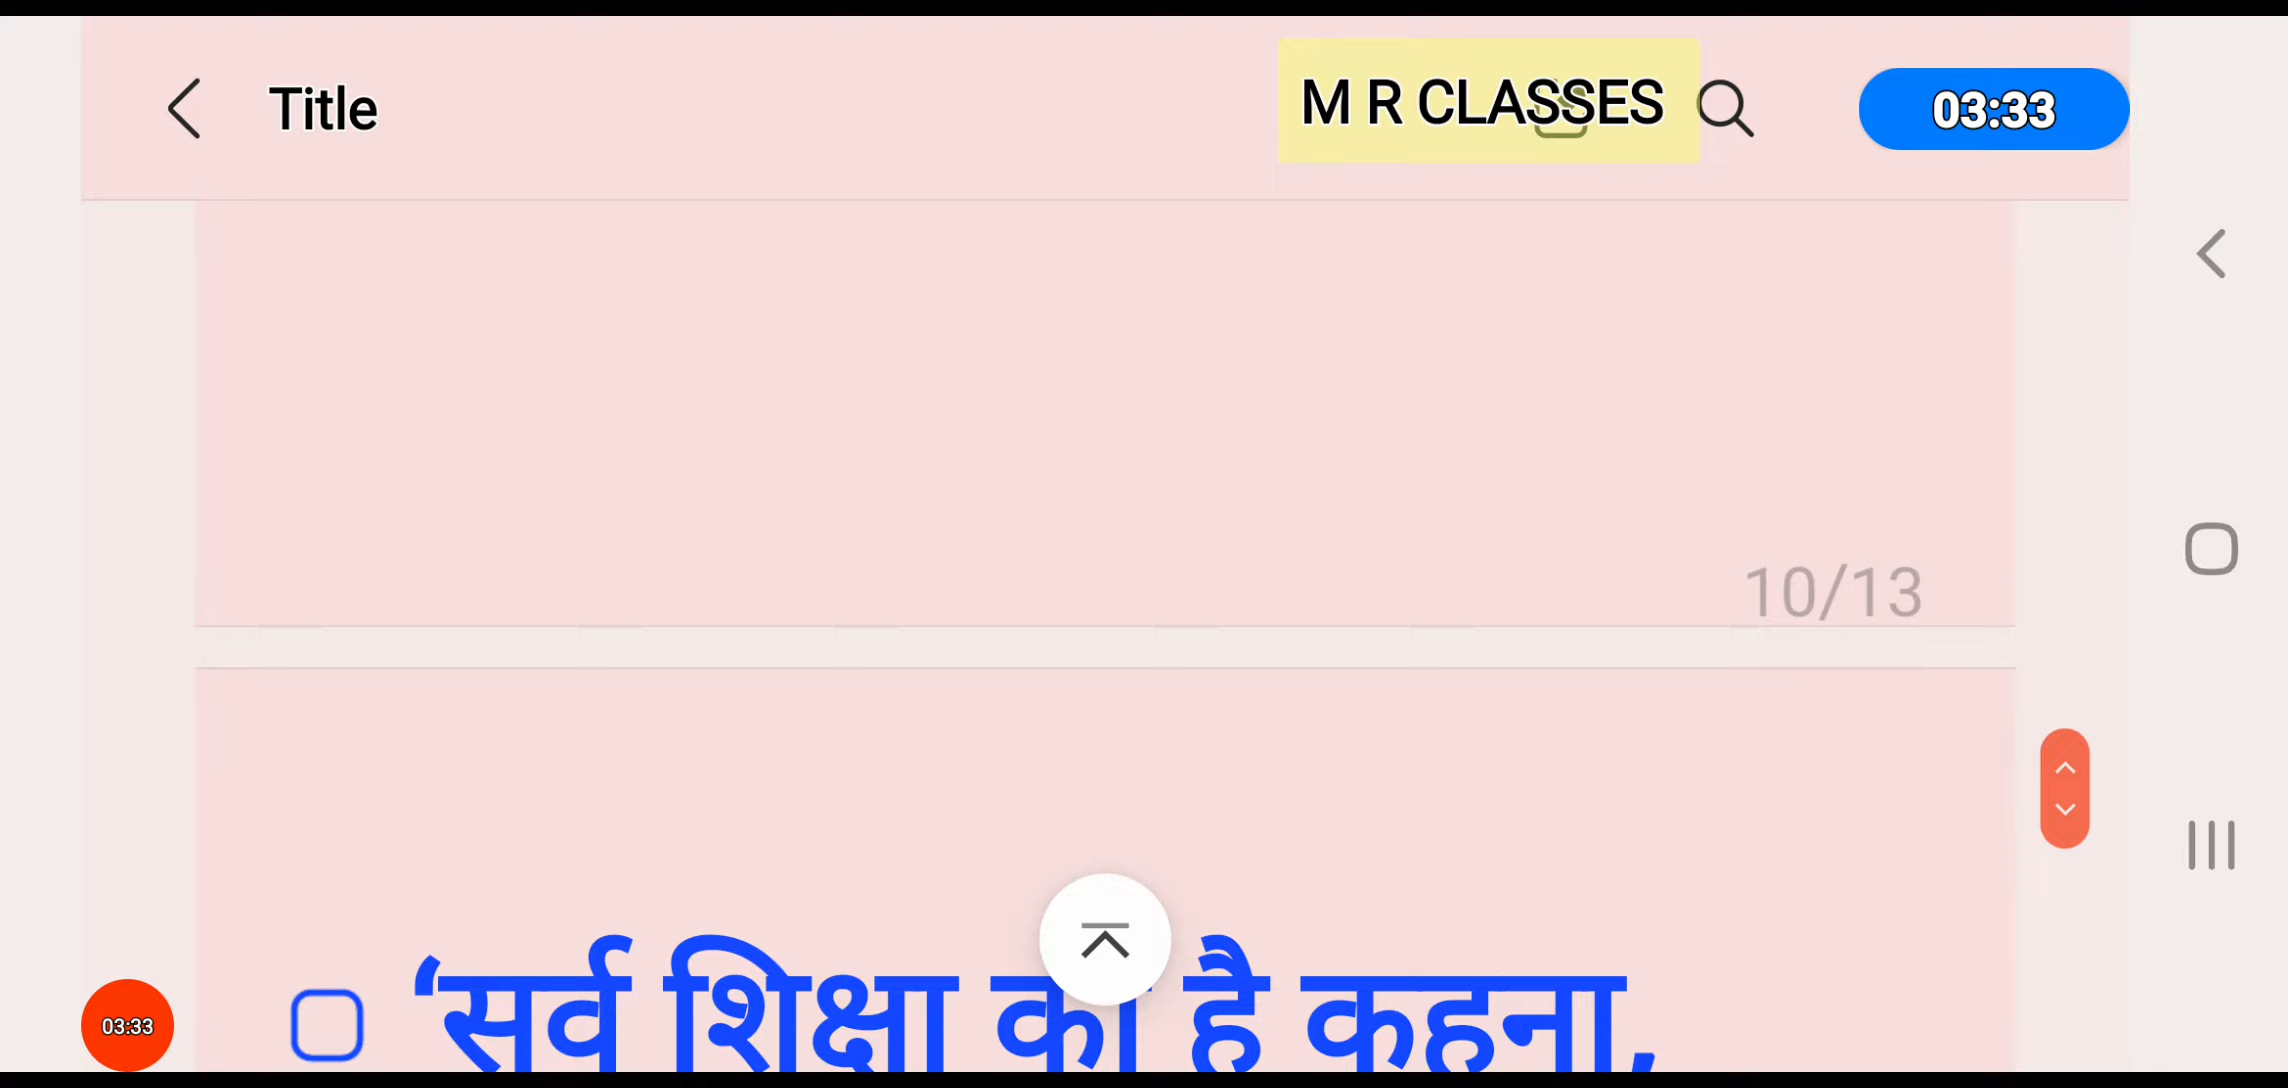 Title
M R CLASSES
03:33
10/13
‘सर्व शिक्षा का है कहना,
03:33